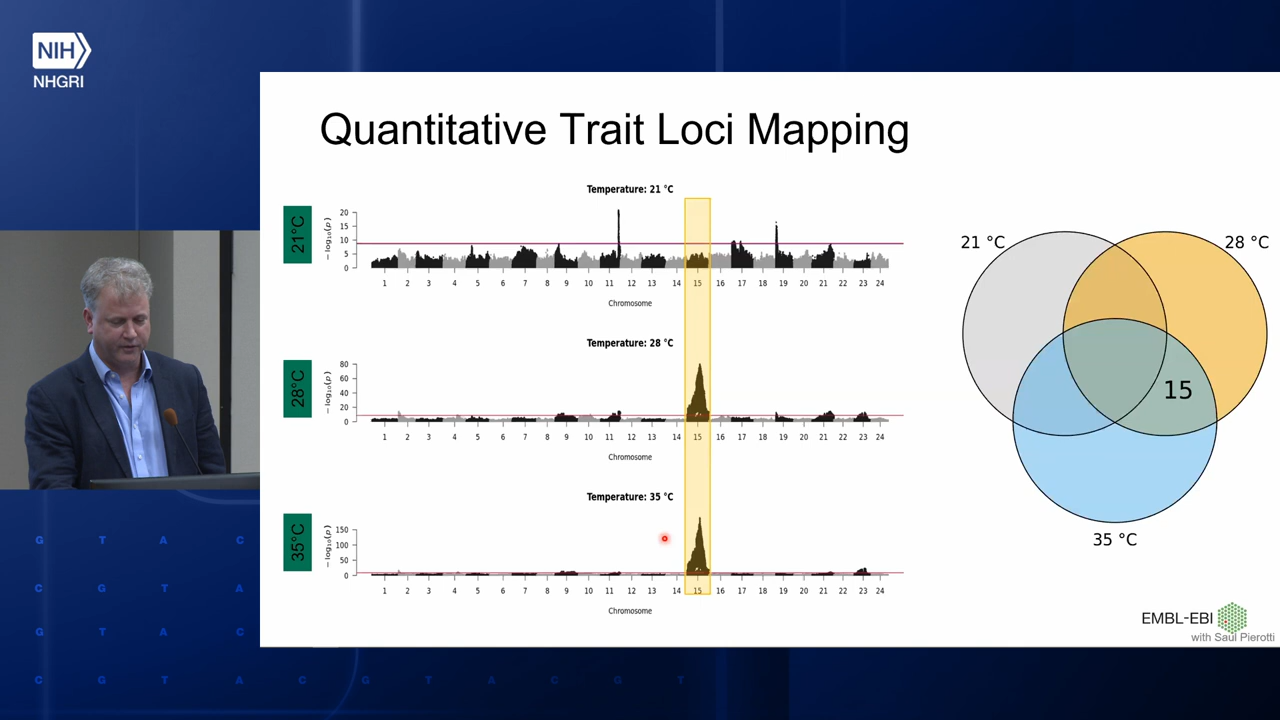 NIH
NHGRI
Quantitative Trait Loci Mapping
Temperature: 21 °C
21°C
−log₁₀(p)
20
15
10
5
0
1 2 3 4 5 6 7 8 9 10 11 12 13 14 15 16 17 18 19 20 21 22 23 24
Chromosome
Temperature: 28 °C
28°C
−log₁₀(p)
80
60
40
20
0
1 2 3 4 5 6 7 8 9 10 11 12 13 14 15 16 17 18 19 20 21 22 23 24
Chromosome
Temperature: 35 °C
35°C
−log₁₀(p)
150
100
50
0
1 2 3 4 5 6 7 8 9 10 11 12 13 14 15 16 17 18 19 20 21 22 23 24
Chromosome
21 °C
28 °C
15
35 °C
EMBL-EBI
with Saul Pierotti
G T A C
C G T A
G T A C
C G T A C G T A C G T